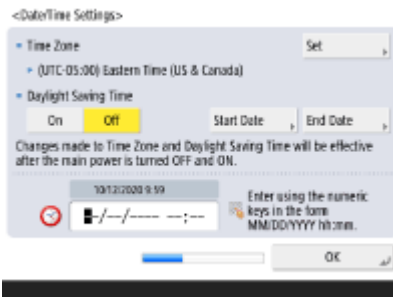 <Date/Time Settings>
Time Zone
Set
(UTC-05:00) Eastern Time (US & Canada)
Daylight Saving Time
On Off Start Date End Date
Changes made to Time Zone and Daylight Saving Time will be effective
after the main power is turned OFF and ON.
10/12/2020 9:59
--/--/---- --:--
Enter using the numeric
keys in the form
MM/DD/YYYY hh:mm.
OK